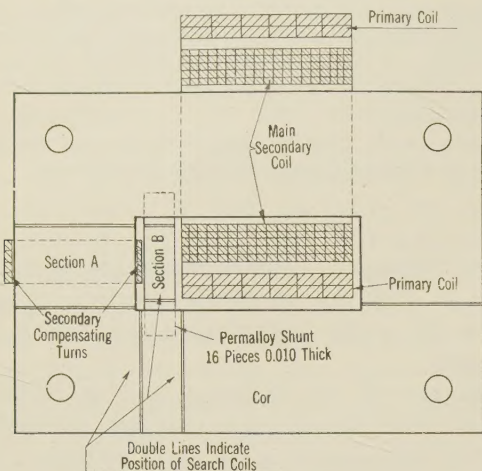 Primary Coil
Main
Secondary
Coil
Section A
Section B
Primary Coil
Secondary
Compensating
Turns
Permalloy Shunt
16 Pieces 0.010 Thick
Cor
Double Lines Indicate
Position of Search Coils